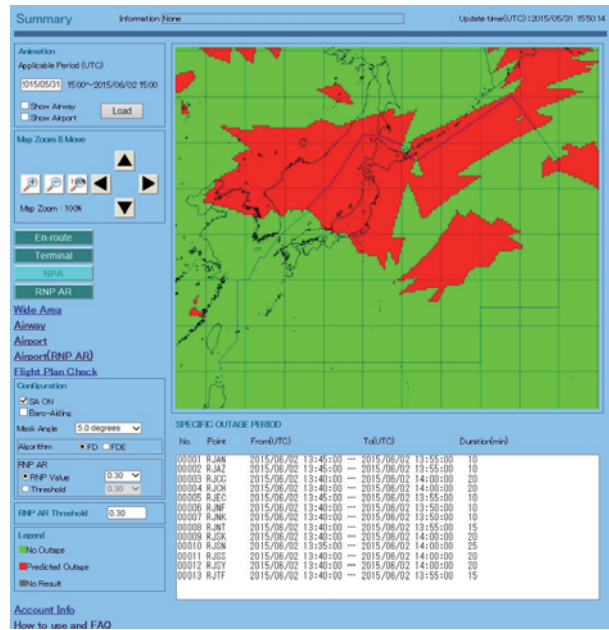 Summary Information None Update time(UTC):2015/05/31 15:50:14
Animation
Applicable Period (UTC)
2015/05/31 15:00~2015/06/02 15:00
Show Airway
Show Airport
Load
Map Zoom & Move
100%
Map Zoom : 100%
En-route
Terminal
NPA
RNP AR
Wide Area
Airway
Airport
Airport(RNP AR)
Flight Plan Check
Configuration
SA ON
Baro-Aiding
Mask Angle 5.0 degrees
Algorithm FD FDE
RNP AR
RNP Value 0.30
Threshold 0.30
RNP AR Threshold 0.30
Legend
No Outage
Predicted Outage
No Result
Account Info
How to use and FAQ
SPECIFIC OUTAGE PERIOD
No. Point From(UTC) To(UTC) Duration(min)
00001 RJAN 2015/06/02 13:45:00 --- 2015/06/02 13:55:00 10
00002 RJAZ 2015/06/02 13:45:00 --- 2015/06/02 13:55:00 10
00003 RJCG 2015/06/02 13:40:00 --- 2015/06/02 14:00:00 20
00004 RJCH 2015/06/02 13:40:00 --- 2015/06/02 14:00:00 20
00005 RJEC 2015/06/02 13:45:00 --- 2015/06/02 13:55:00 10
00006 RJNF 2015/06/02 13:40:00 --- 2015/06/02 13:50:00 10
00007 RJNK 2015/06/02 13:40:00 --- 2015/06/02 13:50:00 10
00008 RJNT 2015/06/02 13:40:00 --- 2015/06/02 13:55:00 15
00009 RJSK 2015/06/02 13:40:00 --- 2015/06/02 14:00:00 20
00010 RJSN 2015/06/02 13:35:00 --- 2015/06/02 14:00:00 25
00011 RJSS 2015/06/02 13:40:00 --- 2015/06/02 14:00:00 20
00012 RJSY 2015/06/02 13:40:00 --- 2015/06/02 14:00:00 20
00013 RJTF 2015/06/02 13:40:00 --- 2015/06/02 13:55:00 15